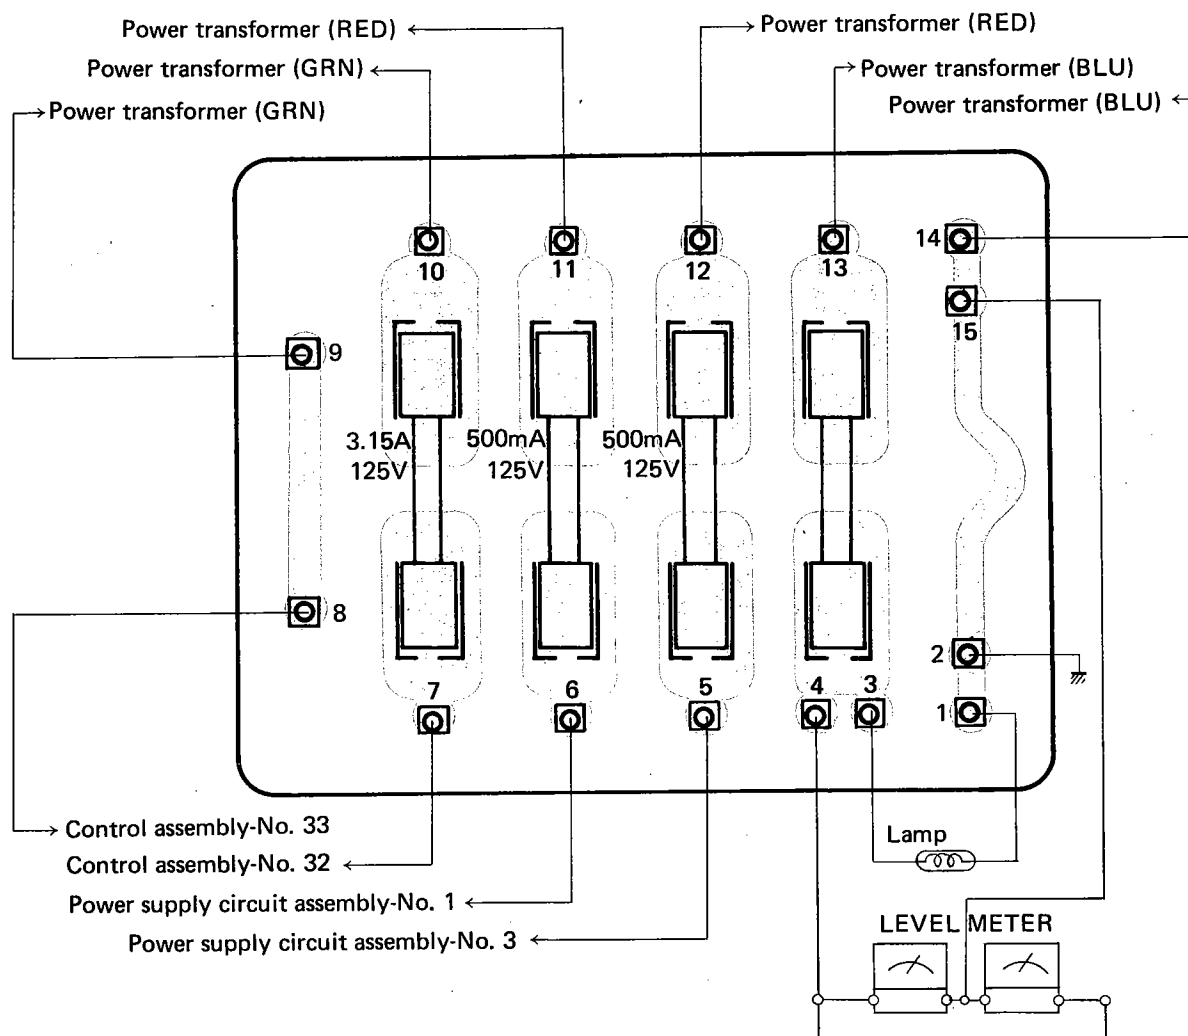 Power transformer (RED)
Power transformer (RED)
Power transformer (GRN)
Power transformer (BLU)
Power transformer (GRN)
Power transformer (BLU)
10
11
12
13
14
15
9
3.15A
125V
500mA
125V
500mA
125V
8
7
6
5
4
3
2
1
Control assembly-No. 33
Lamp
Control assembly-No. 32
Power supply circuit assembly-No. 1
Power supply circuit assembly-No. 3
LEVEL METER